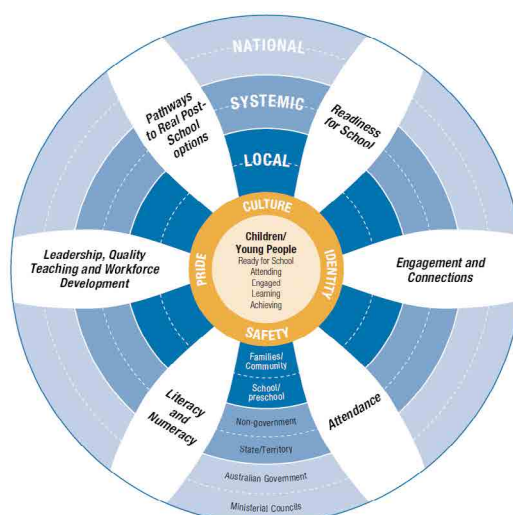 NATIONAL
SYSTEMIC
LOCAL
Pathways
to Real Post-
School
options
Readiness
for School
CULTURE
PRIDE
IDENTITY
SAFETY
Children/
Young People
Ready for School
Attending
Engaged
Learning
Achieving
Leadership, Quality
Teaching and Workforce
Development
Engagement and
Connections
Literacy
and
Numeracy
Attendance
Families/
Community
School/
preschool
Non-government
State/Territory
Australian Government
Ministerial Councils